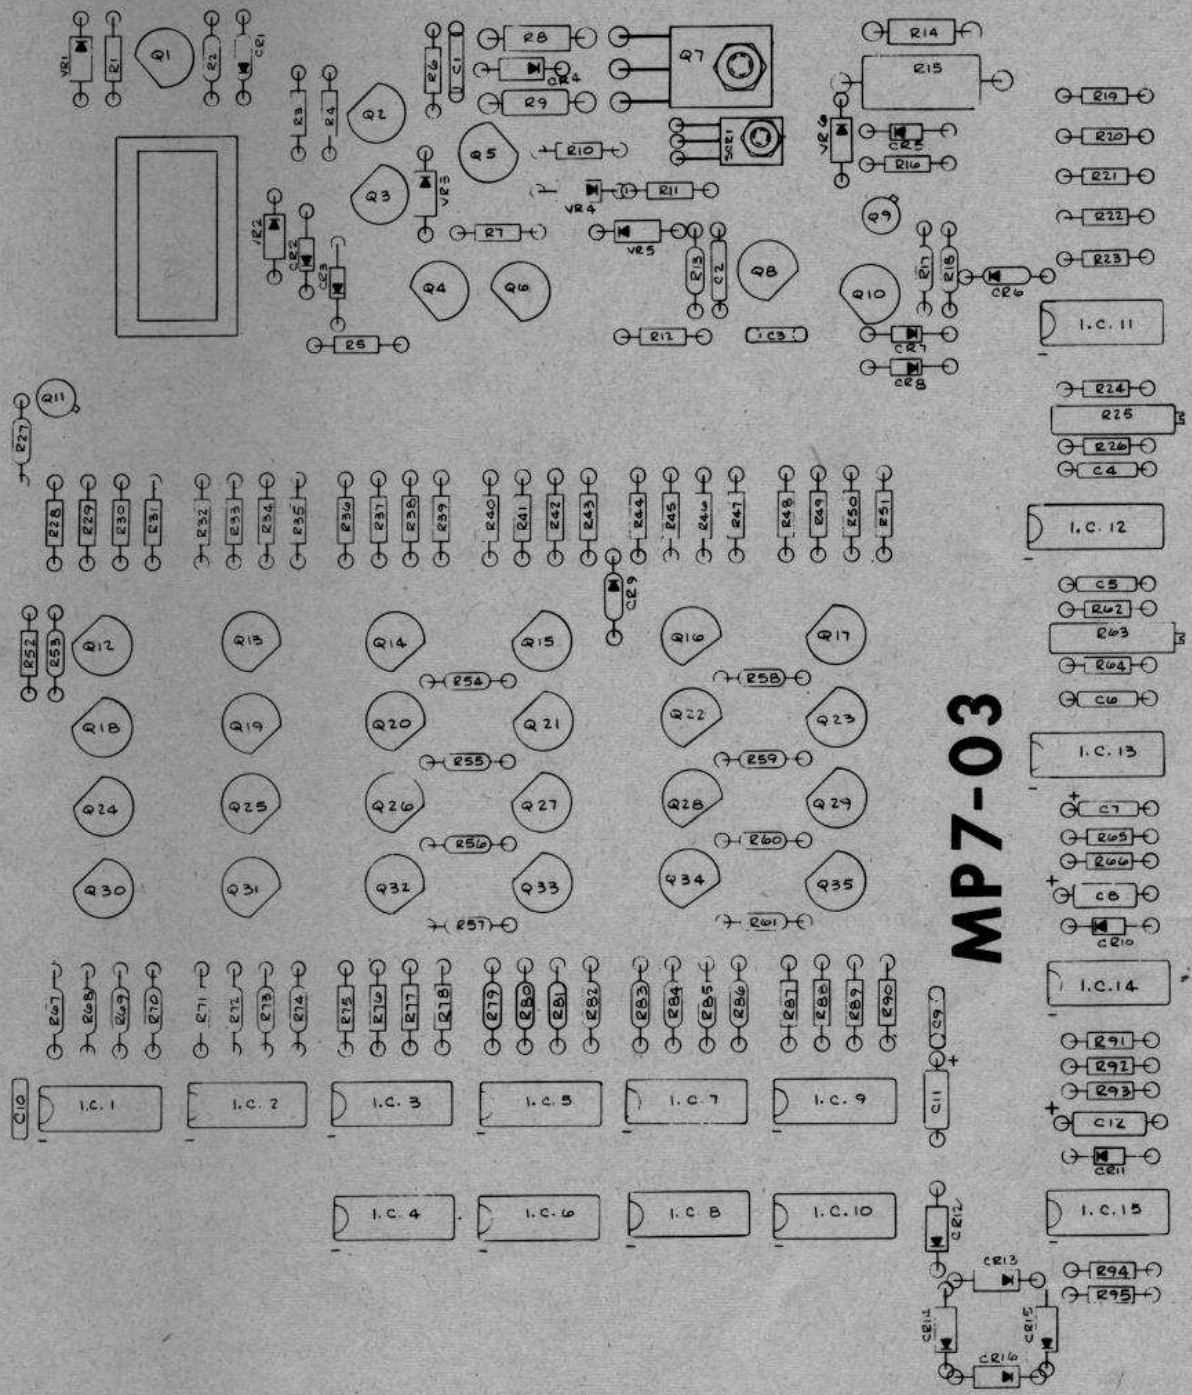 VR1
R1
Q1
R2
CR1
R3
R4
Q2
R6
C1
R8
CR4
R9
Q7
SCR1
R14
R15
VR6
CR5
R16
R19
R20
R21
R22
R23
Q5
R10
Q3
VR3
VR4
R11
Q9
VR2
CR2
CR3
R7
VR5
R13
C2
Q8
R17
R18
CR6
Q4
Q6
Q10
R5
R12
C3
CR7
CR8
I.C. 11
Q11
R27
R24
R25
R26
C4
R28
R29
R30
R31
R32
R33
R34
R35
R36
R37
R38
R39
R40
R41
R42
R43
R44
R45
R46
R47
R48
R49
R50
R51
I.C. 12
CR9
C5
R62
R63
R64
C6
R52
R53
Q12
Q13
Q14
Q15
Q16
Q17
R54
R58
Q18
Q19
Q20
Q21
Q22
Q23
R55
R59
I.C. 13
Q24
Q25
Q26
Q27
Q28
Q29
R56
R60
MP7-03
+
C7
R65
R66
+
C8
CR10
Q30
Q31
Q32
Q33
Q34
Q35
R57
R61
R67
R68
R69
R70
R71
R72
R73
R74
R75
R76
R77
R78
R79
R80
R81
R82
R83
R84
R85
R86
R87
R88
R89
R90
C9
I.C. 14
+
C11
R91
R92
R93
+
C12
CR11
C10
I.C. 1
I.C. 2
I.C. 3
I.C. 5
I.C. 7
I.C. 9
I.C. 4
I.C. 6
I.C. 8
I.C. 10
CR12
I.C. 15
CR13
R94
R95
CR14
CR15
CR16